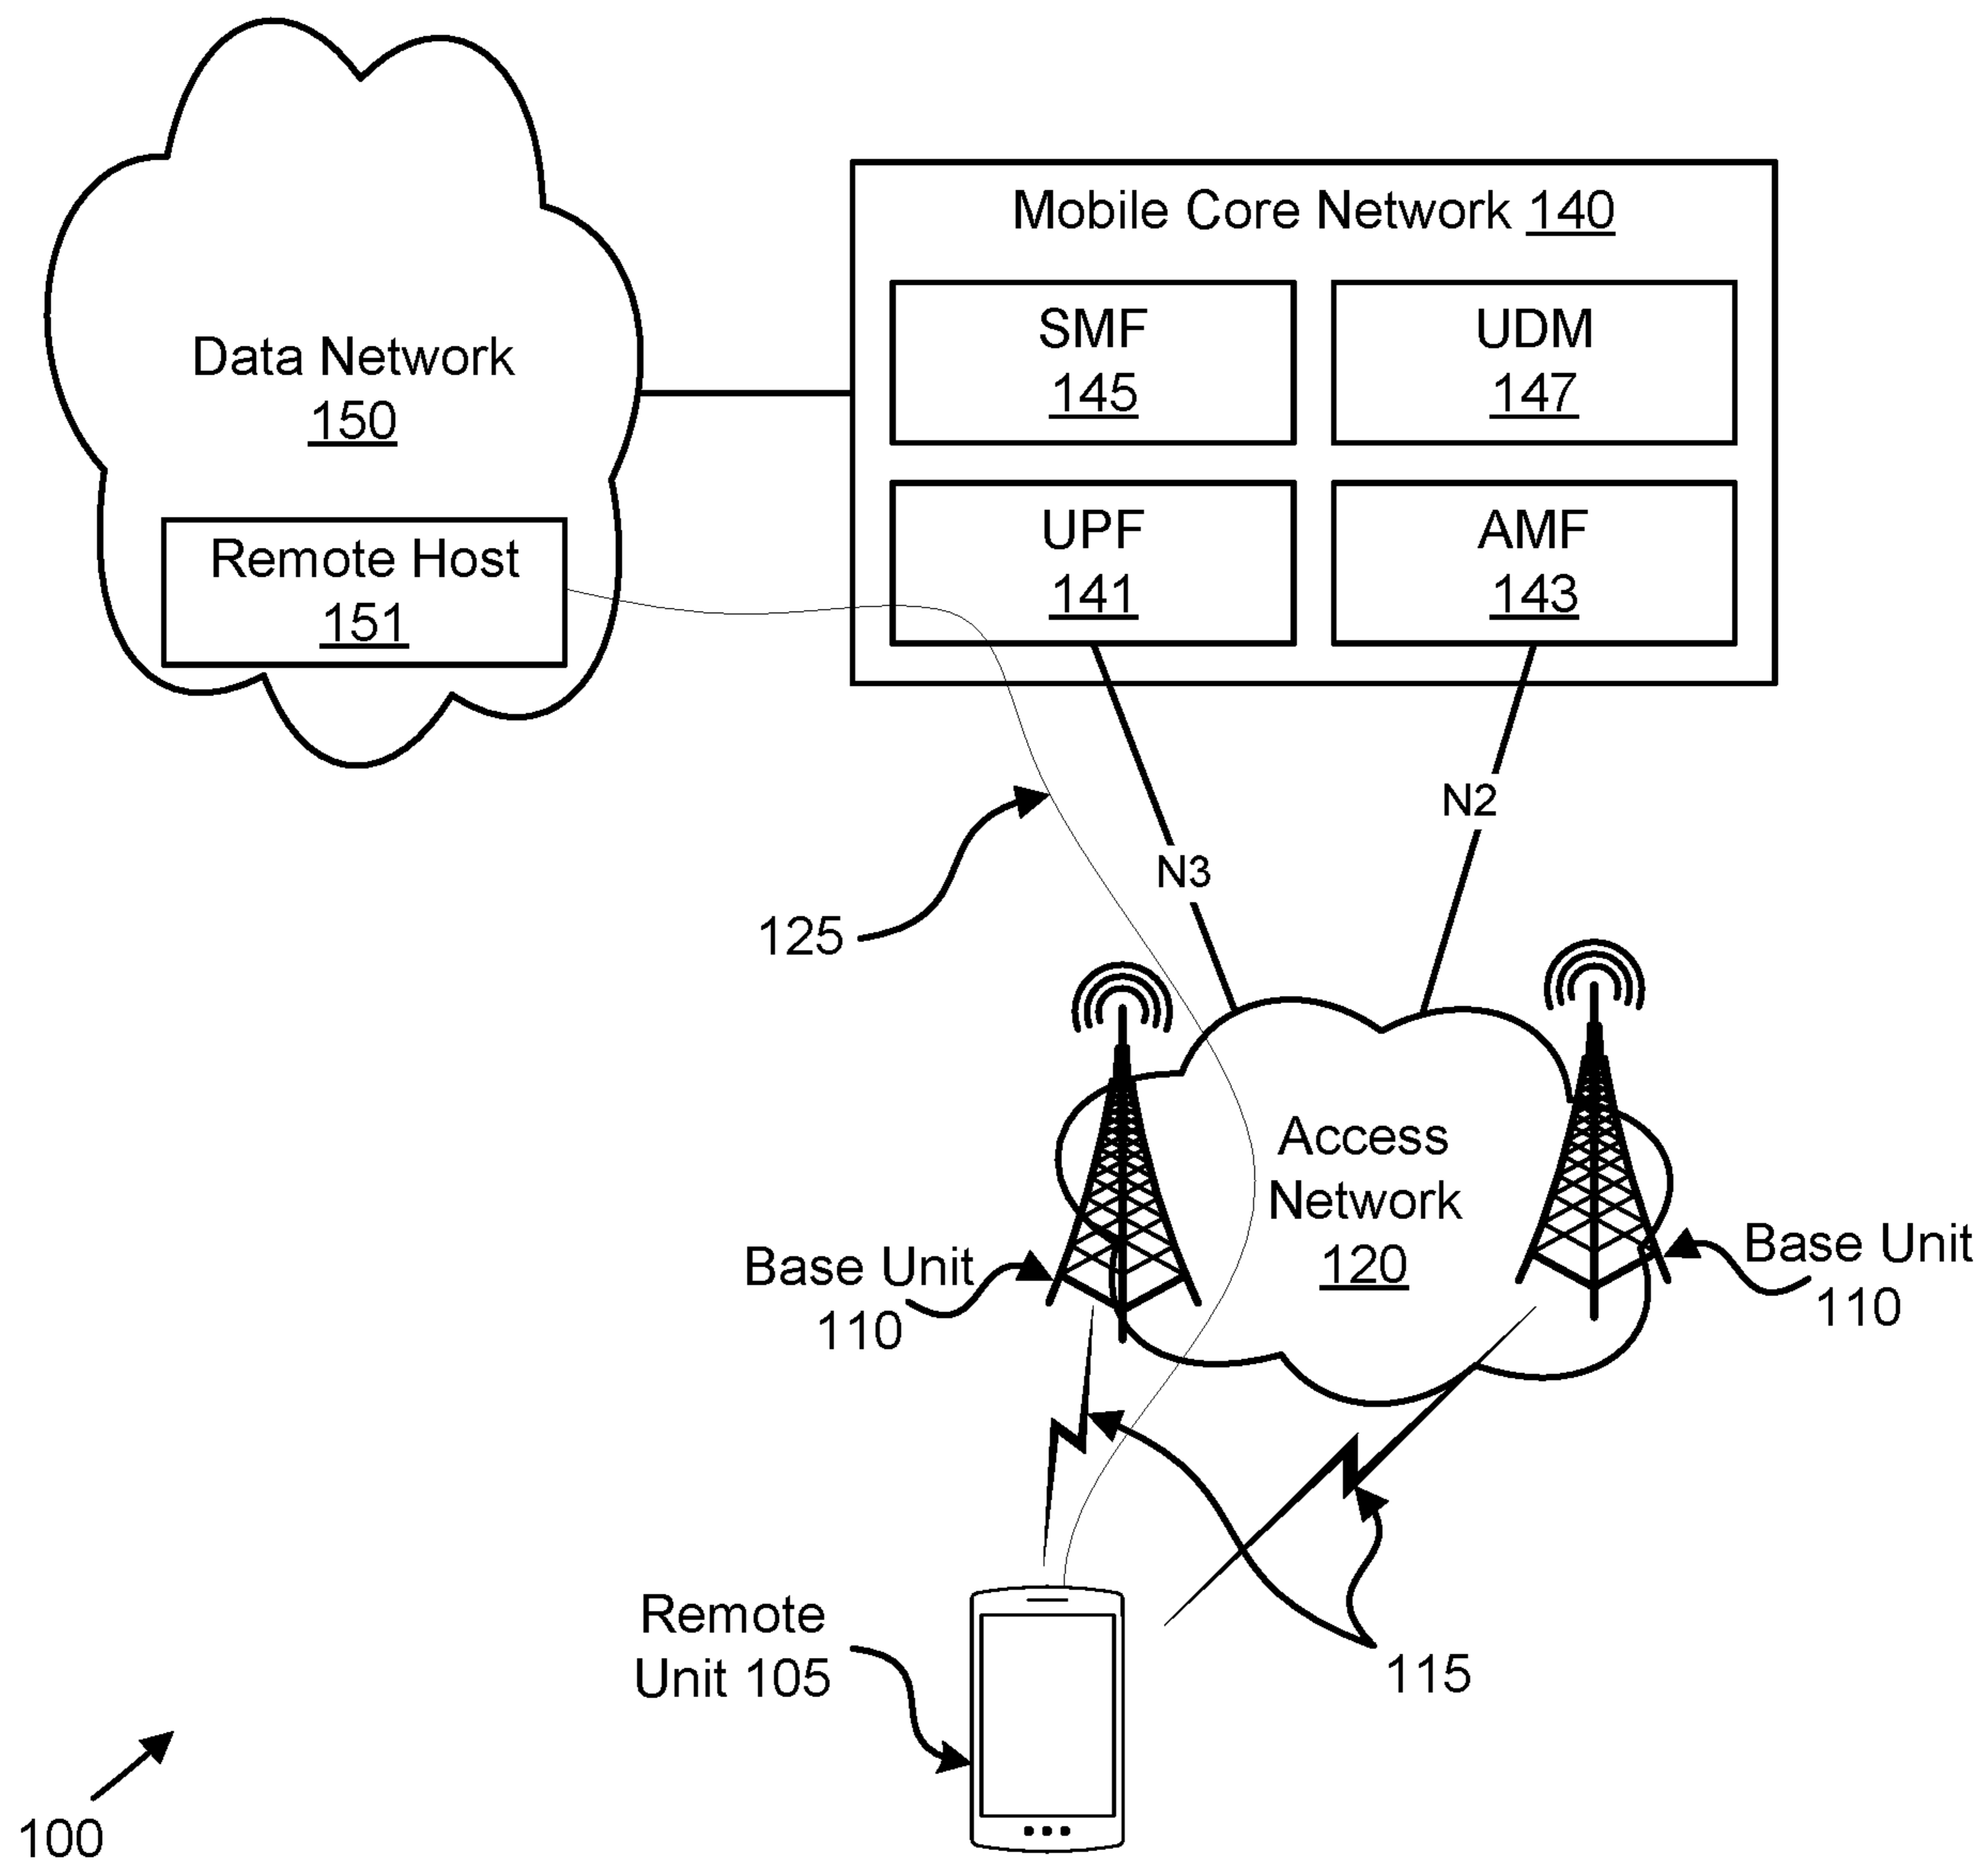 Mobile Core Network 140
SMF
145
UDM
147
Data Network
150
UPF
141
AMF
143
Remote Host
151
N2
N3
125
Access
Network
120
Base Unit
110
Base Unit
110
Remote
Unit 105
115
100